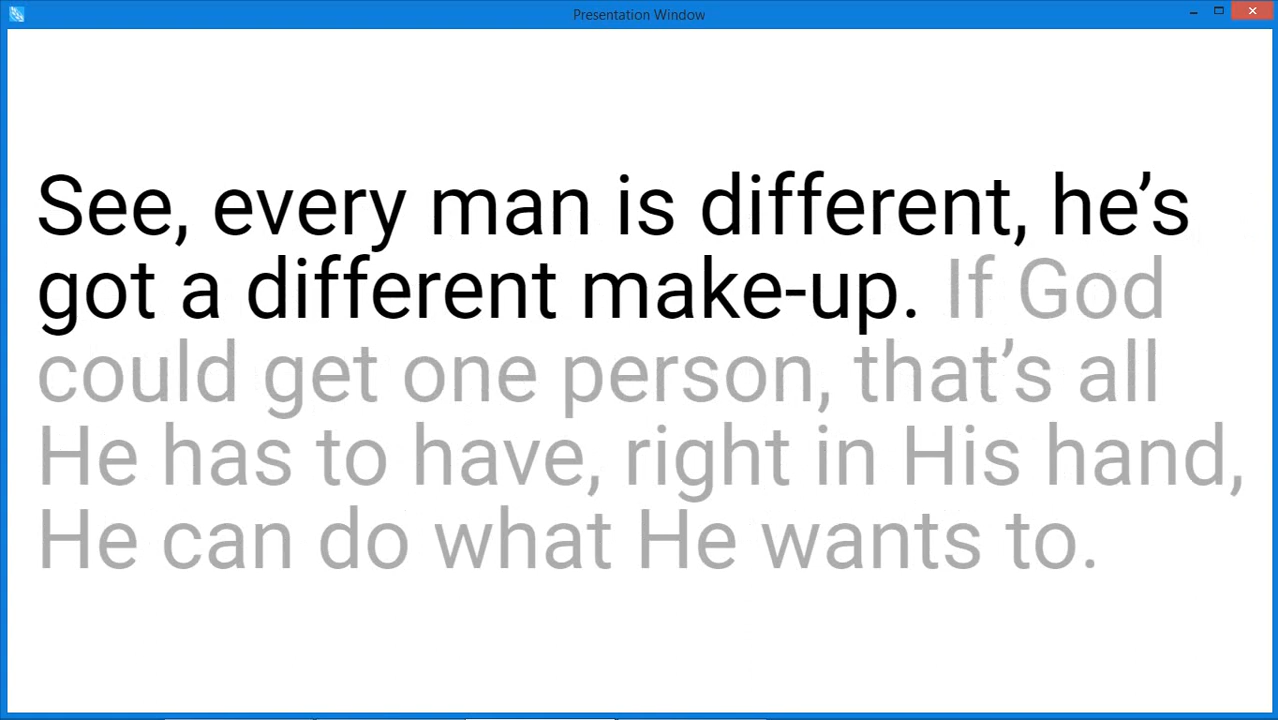 Presentation Window
See, every man is different, he’s
got a different make-up. If God
could get one person, that’s all
He has to have, right in His hand,
He can do what He wants to.